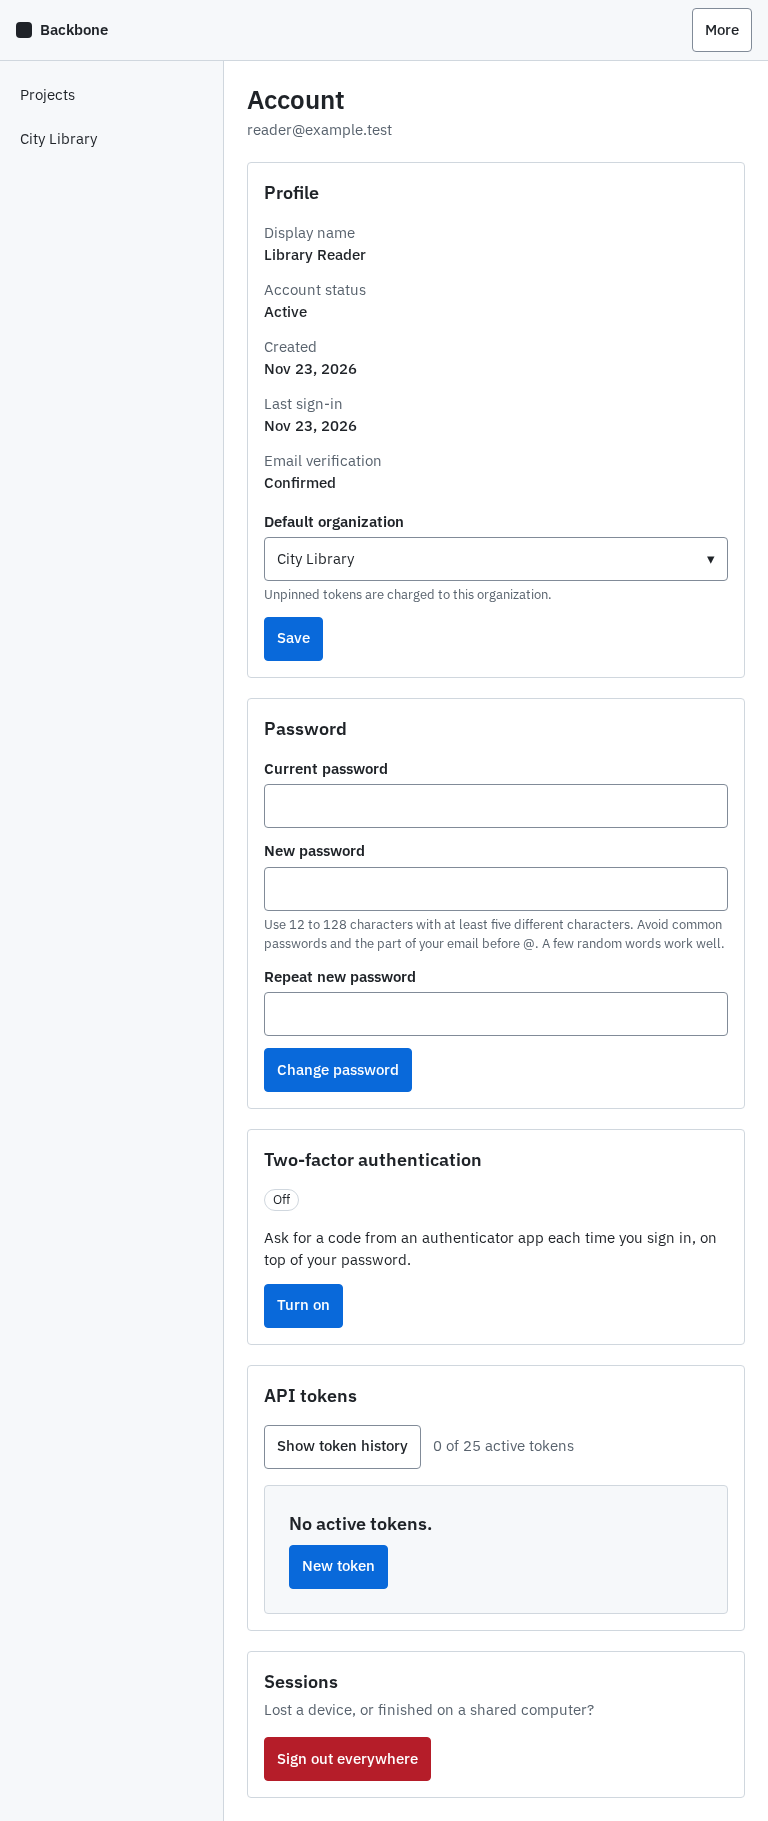 Backbone
More
Projects
City Library
Account
reader@example.test
Profile
Display name
Library Reader
Account status
Active
Created
Nov 23, 2026
Last sign-in
Nov 23, 2026
Email verification
Confirmed
Default organization
City Library ▾
Unpinned tokens are charged to this organization.
Save
Password
Current password
New password
Use 12 to 128 characters with at least five different characters. Avoid common
passwords and the part of your email before @. A few random words work well.
Repeat new password
Change password
Two-factor authentication
Off
Ask for a code from an authenticator app each time you sign in, on
top of your password.
Turn on
API tokens
Show token history 0 of 25 active tokens
No active tokens.
New token
Sessions
Lost a device, or finished on a shared computer?
Sign out everywhere